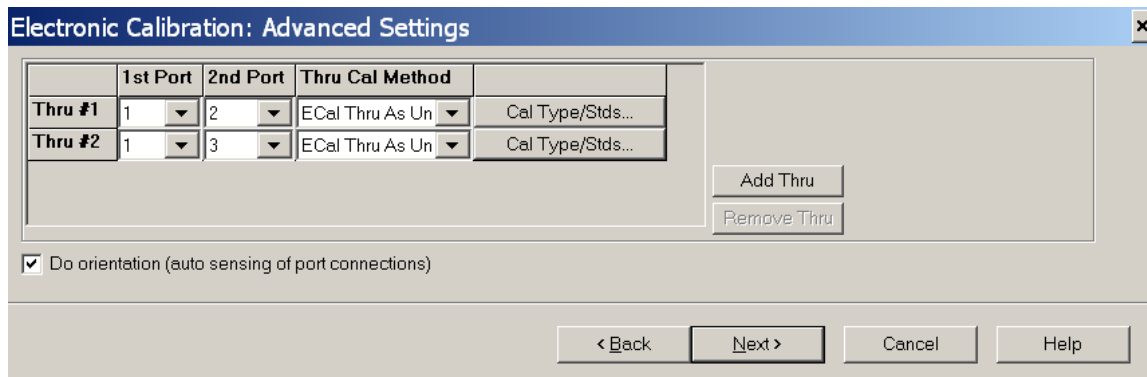 Electronic Calibration: Advanced Settings
1st Port 2nd Port Thru Cal Method
Thru #1 1 2 ECal Thru As Un Cal Type/Stds...
Thru #2 1 3 ECal Thru As Un Cal Type/Stds...
Add Thru
Remove Thru
Do orientation (auto sensing of port connections)
< Back Next > Cancel Help